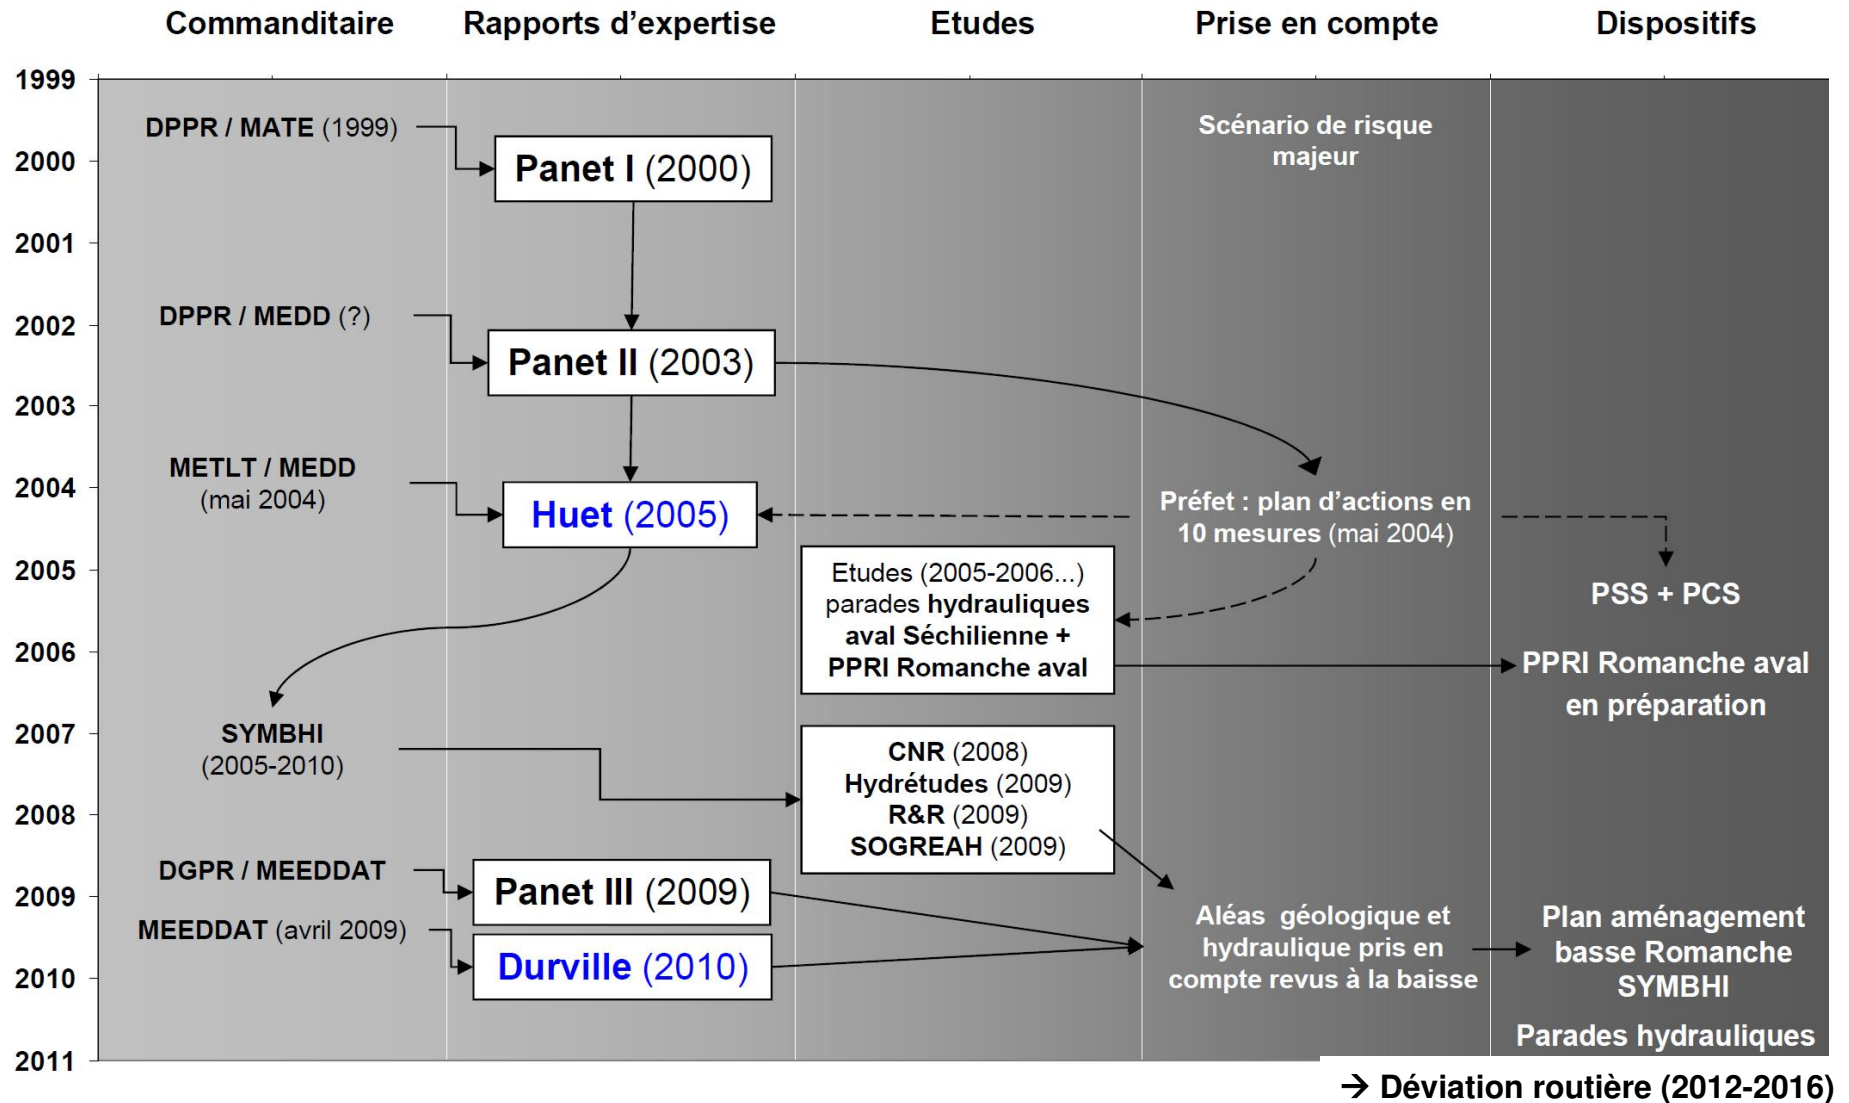 Commanditaire
Rapports d’expertise
Etudes
Prise en compte
Dispositifs
1999
2000
2001
2002
2003
2004
2005
2006
2007
2008
2009
2010
2011
DPPR / MATE (1999)
DPPR / MEDD (?)
METLT / MEDD
(mai 2004)
SYMBHI
(2005-2010)
DGPR / MEEDDAT
MEEDDAT (avril 2009)
Panet I (2000)
Panet II (2003)
Huet (2005)
Panet III (2009)
Durville (2010)
Etudes (2005-2006...)
parades hydrauliques
aval Séchilienne +
PPRI Romanche aval
CNR (2008)
Hydrétudes (2009)
R&R (2009)
SOGREAH (2009)
Scénario de risque
majeur
Préfet : plan d’actions en
10 mesures (mai 2004)
Aléas géologique et
hydraulique pris en
compte revus à la baisse
PSS + PCS
PPRI Romanche aval
en préparation
Plan aménagement
basse Romanche
SYMBHI
Parades hydrauliques
→ Déviation routière (2012-2016)